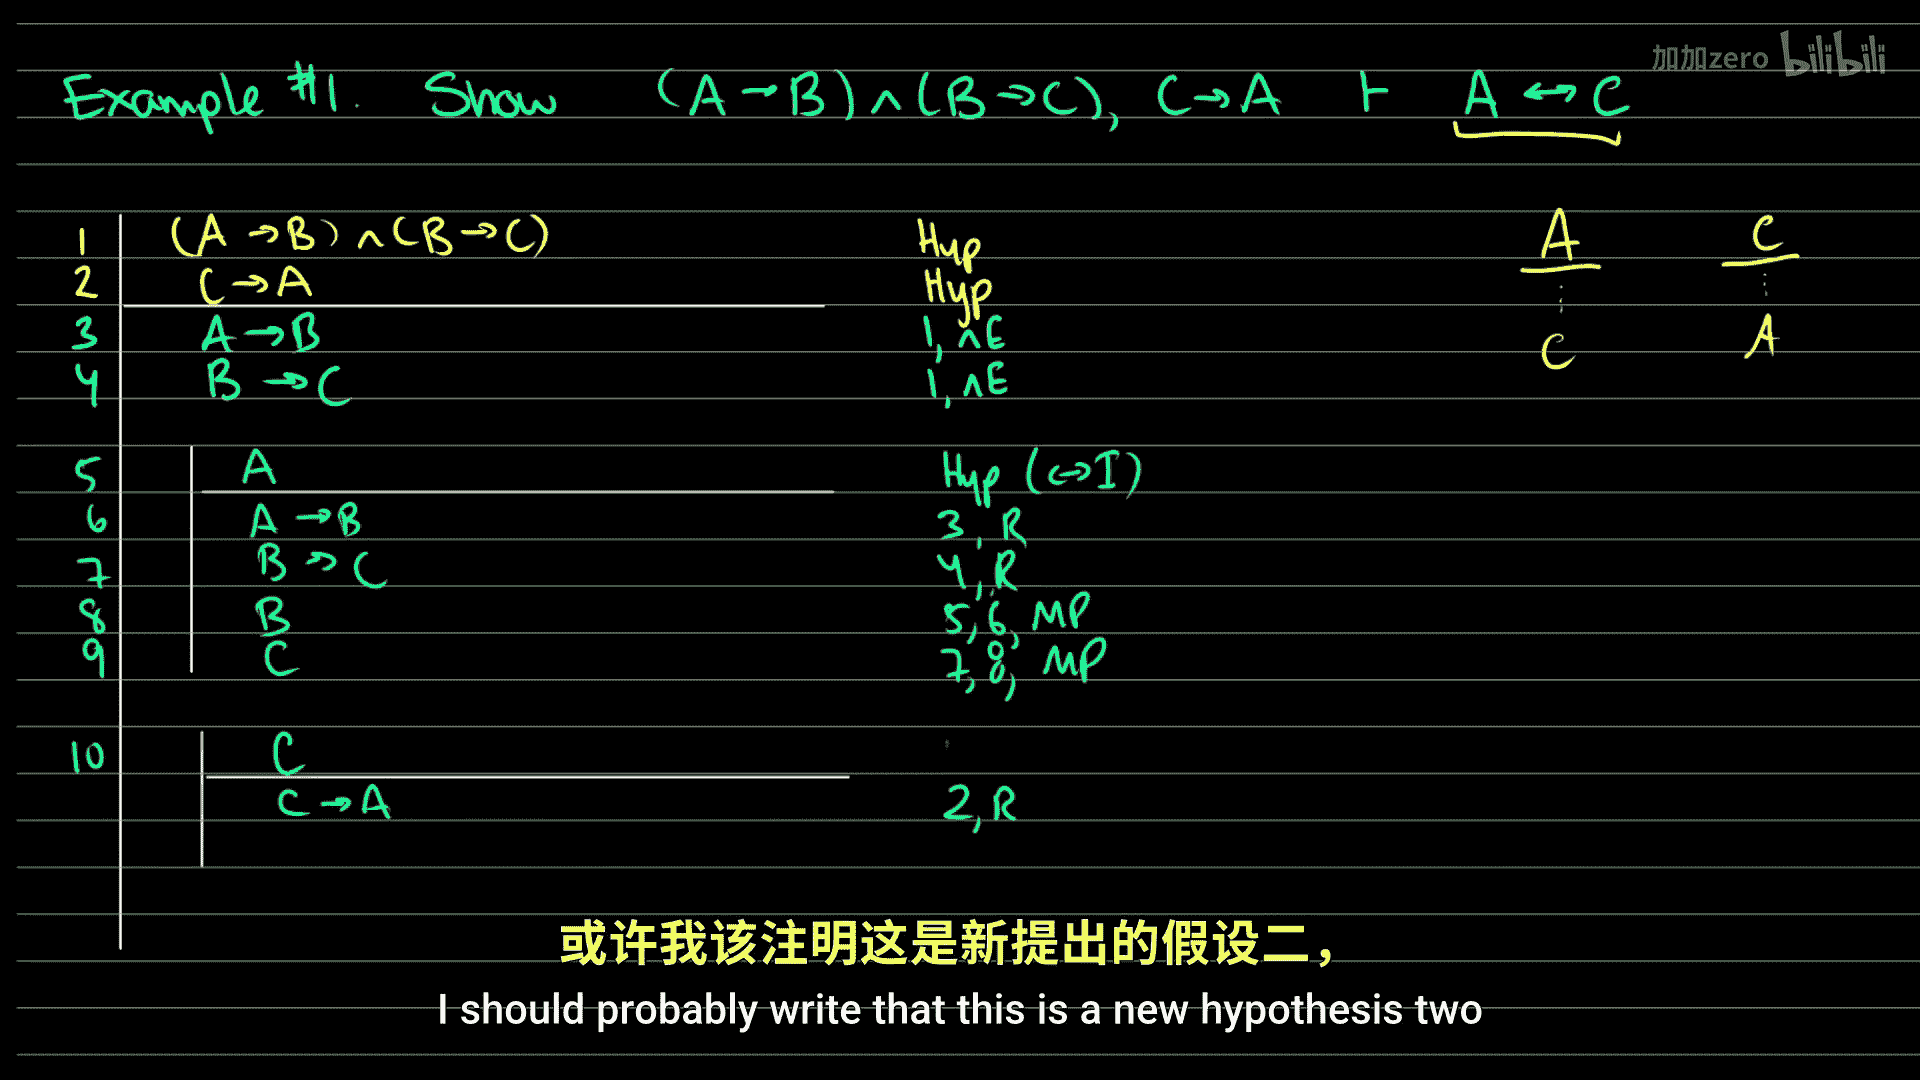 加加zero bilibili
Example #1. Show (A → B) ∧ (B → C), C → A ⊢ A ↔ C
1 (A → B) ∧ (B → C) Hyp A C
2 C → A Hyp
3 A → B 1, ∧E C A
4 B → C 1, ∧E
5 A Hyp (↔I)
6 A → B 3, R
7 B → C 4, R
8 B 5, 6, MP
9 C 7, 8, MP
10 C
C → A 2, R
或许我该注明这是新提出的假设二，
I should probably write that this is a new hypothesis two